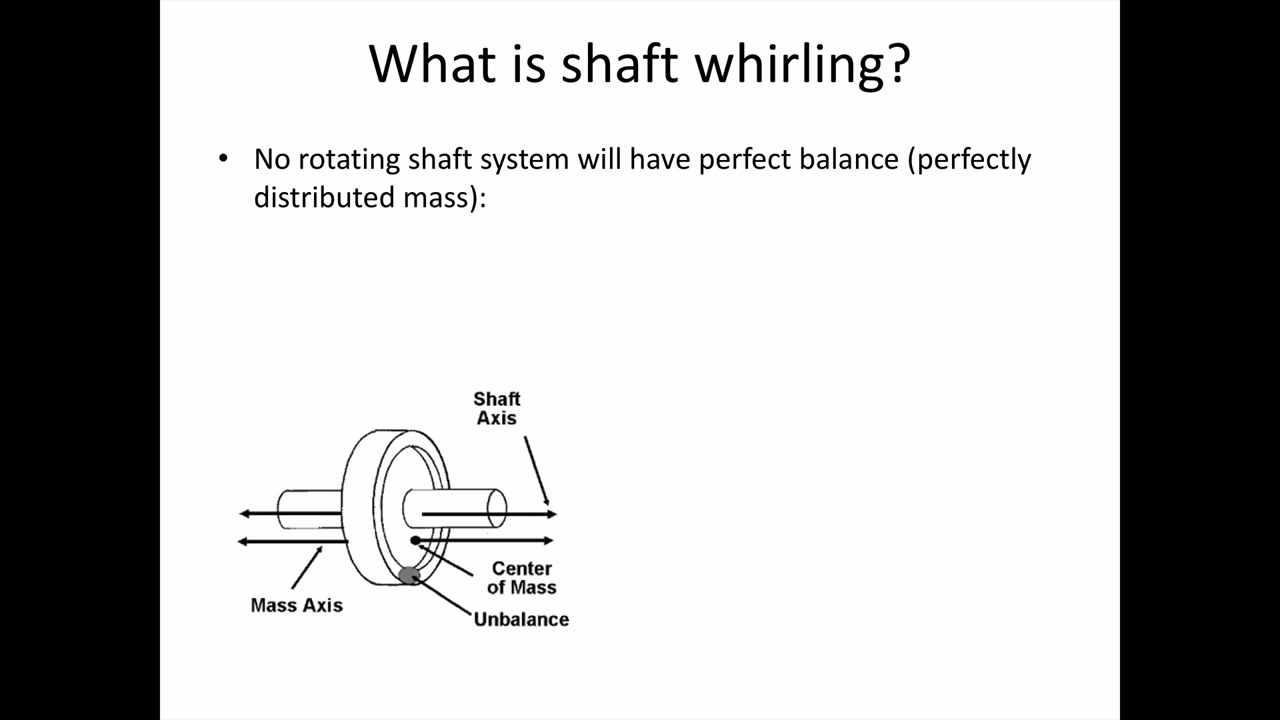 What is shaft whirling?
• No rotating shaft system will have perfect balance (perfectly
distributed mass):
Shaft
Axis
Center
of Mass
Mass Axis
Unbalance